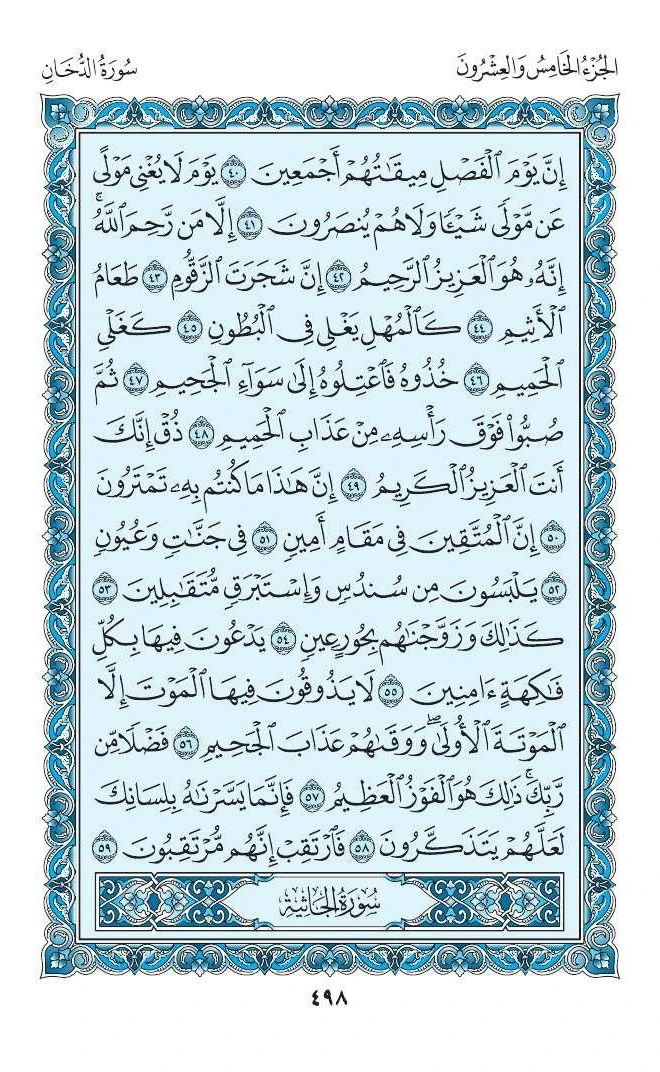 الجُزْءُ الخَامِسُ وَالعِشْرُونَ
سُورَةُ الدُّخَانِ
إِنَّ يَوْمَ ٱلْفَصْلِ مِيقَٰتُهُمْ أَجْمَعِينَ ٤٠ يَوْمَ لَا يُغْنِى مَوْلًى
عَن مَّوْلًى شَيْـًٔا وَلَا هُمْ يُنصَرُونَ ٤١ إِلَّا مَن رَّحِمَ ٱللَّهُ ۚ
إِنَّهُۥ هُوَ ٱلْعَزِيزُ ٱلرَّحِيمُ ٤٢ إِنَّ شَجَرَتَ ٱلزَّقُّومِ ٤٣ طَعَامُ
ٱلْأَثِيمِ ٤٤ كَٱلْمُهْلِ يَغْلِى فِى ٱلْبُطُونِ ٤٥ كَغَلْىِ
ٱلْحَمِيمِ ٤٦ خُذُوهُ فَٱعْتِلُوهُ إِلَىٰ سَوَآءِ ٱلْجَحِيمِ ٤٧ ثُمَّ
صُبُّوا۟ فَوْقَ رَأْسِهِۦ مِنْ عَذَابِ ٱلْحَمِيمِ ٤٨ ذُقْ إِنَّكَ
أَنتَ ٱلْعَزِيزُ ٱلْكَرِيمُ ٤٩ إِنَّ هَٰذَا مَا كُنتُم بِهِۦ تَمْتَرُونَ
٥٠ إِنَّ ٱلْمُتَّقِينَ فِى مَقَامٍ أَمِينٍ ٥١ فِى جَنَّٰتٍ وَعُيُونٍ
٥٢ يَلْبَسُونَ مِن سُندُسٍ وَإِسْتَبْرَقٍ مُّتَقَٰبِلِينَ ٥٣
كَذَٰلِكَ وَزَوَّجْنَٰهُم بِحُورٍ عِينٍ ٥٤ يَدْعُونَ فِيهَا بِكُلِّ
فَٰكِهَةٍ ءَامِنِينَ ٥٥ لَا يَذُوقُونَ فِيهَا ٱلْمَوْتَ إِلَّا
ٱلْمَوْتَةَ ٱلْأُولَىٰ ۖ وَوَقَىٰهُمْ عَذَابَ ٱلْجَحِيمِ ٥٦ فَضْلًا مِّن
رَّبِّكَ ۚ ذَٰلِكَ هُوَ ٱلْفَوْزُ ٱلْعَظِيمُ ٥٧ فَإِنَّمَا يَسَّرْنَٰهُ بِلِسَانِكَ
لَعَلَّهُمْ يَتَذَكَّرُونَ ٥٨ فَٱرْتَقِبْ إِنَّهُم مُّرْتَقِبُونَ ٥٩
سُورَةُ الجَاثِيَةِ
٤٩٨